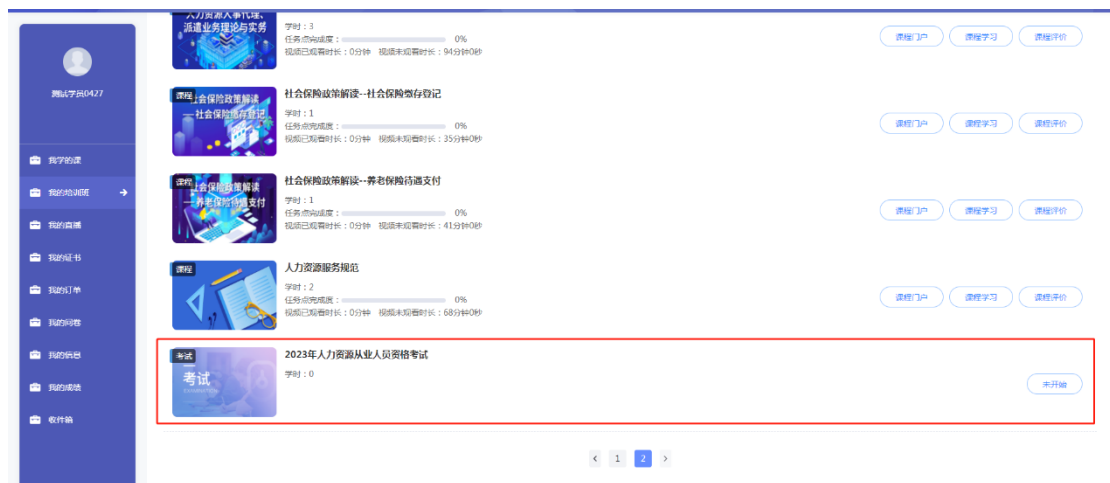 人力资源人事代理、
派遣业务理论与实务
学时：3
任务点完成度： 0%
视频已观看时长：0分钟 视频未观看时长：94分钟0秒
课程门户 课程学习 课程评价
测试学员0427
课程
社会保险政策解读
—社会保险缴存登记
社会保险政策解读--社会保险缴存登记
学时：1
任务点完成度： 0%
视频已观看时长：0分钟 视频未观看时长：35分钟0秒
课程门户 课程学习 课程评价
我学的课
我的培训班
我的直播
我的证书
我的订单
我的问卷
我的信息
我的成绩
收件箱
课程
社会保险政策解读
—养老保险待遇支付
社会保险政策解读--养老保险待遇支付
学时：1
任务点完成度： 0%
视频已观看时长：0分钟 视频未观看时长：41分钟0秒
课程门户 课程学习 课程评价
课程
人力资源服务规范
学时：2
任务点完成度： 0%
视频已观看时长：0分钟 视频未观看时长：68分钟0秒
课程门户 课程学习 课程评价
考试
考试
2023年人力资源从业人员资格考试
学时：0
未开始
1 2